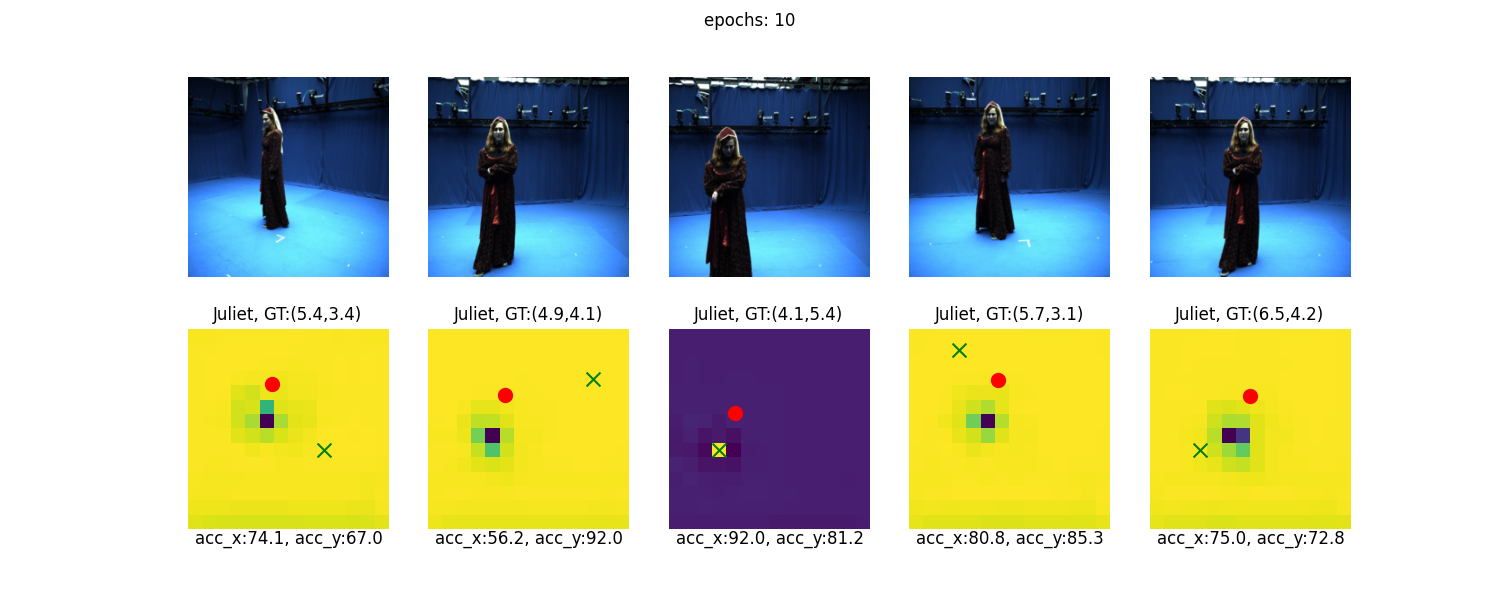 epochs: 10
Juliet, GT:(5.4,3.4)
Juliet, GT:(4.9,4.1)
Juliet, GT:(4.1,5.4)
Juliet, GT:(5.7,3.1)
Juliet, GT:(6.5,4.2)
acc_x:74.1, acc_y:67.0
acc_x:56.2, acc_y:92.0
acc_x:92.0, acc_y:81.2
acc_x:80.8, acc_y:85.3
acc_x:75.0, acc_y:72.8